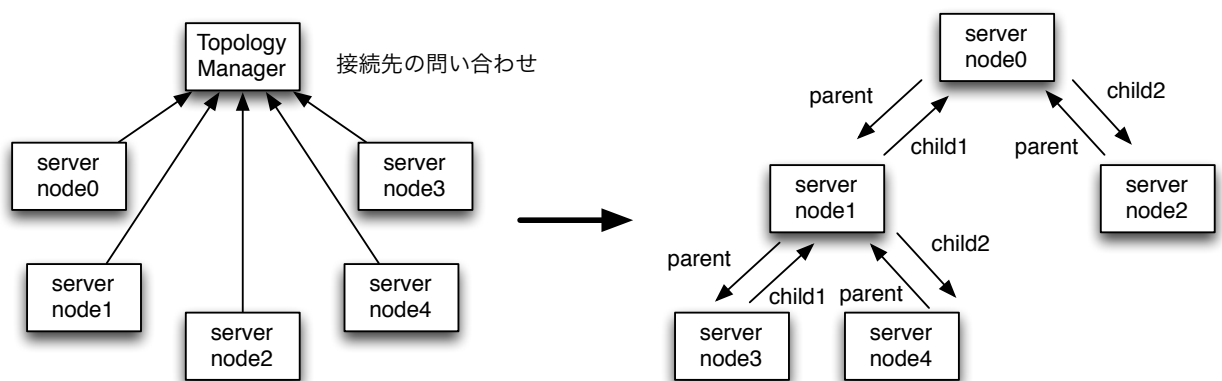 Topology
Manager
接続先の問い合わせ
server
node0
server
node3
server
node1
server
node4
server
node2
server
node0
parent
child2
child1
parent
server
node1
server
node2
parent
child2
child1
parent
server
node3
server
node4